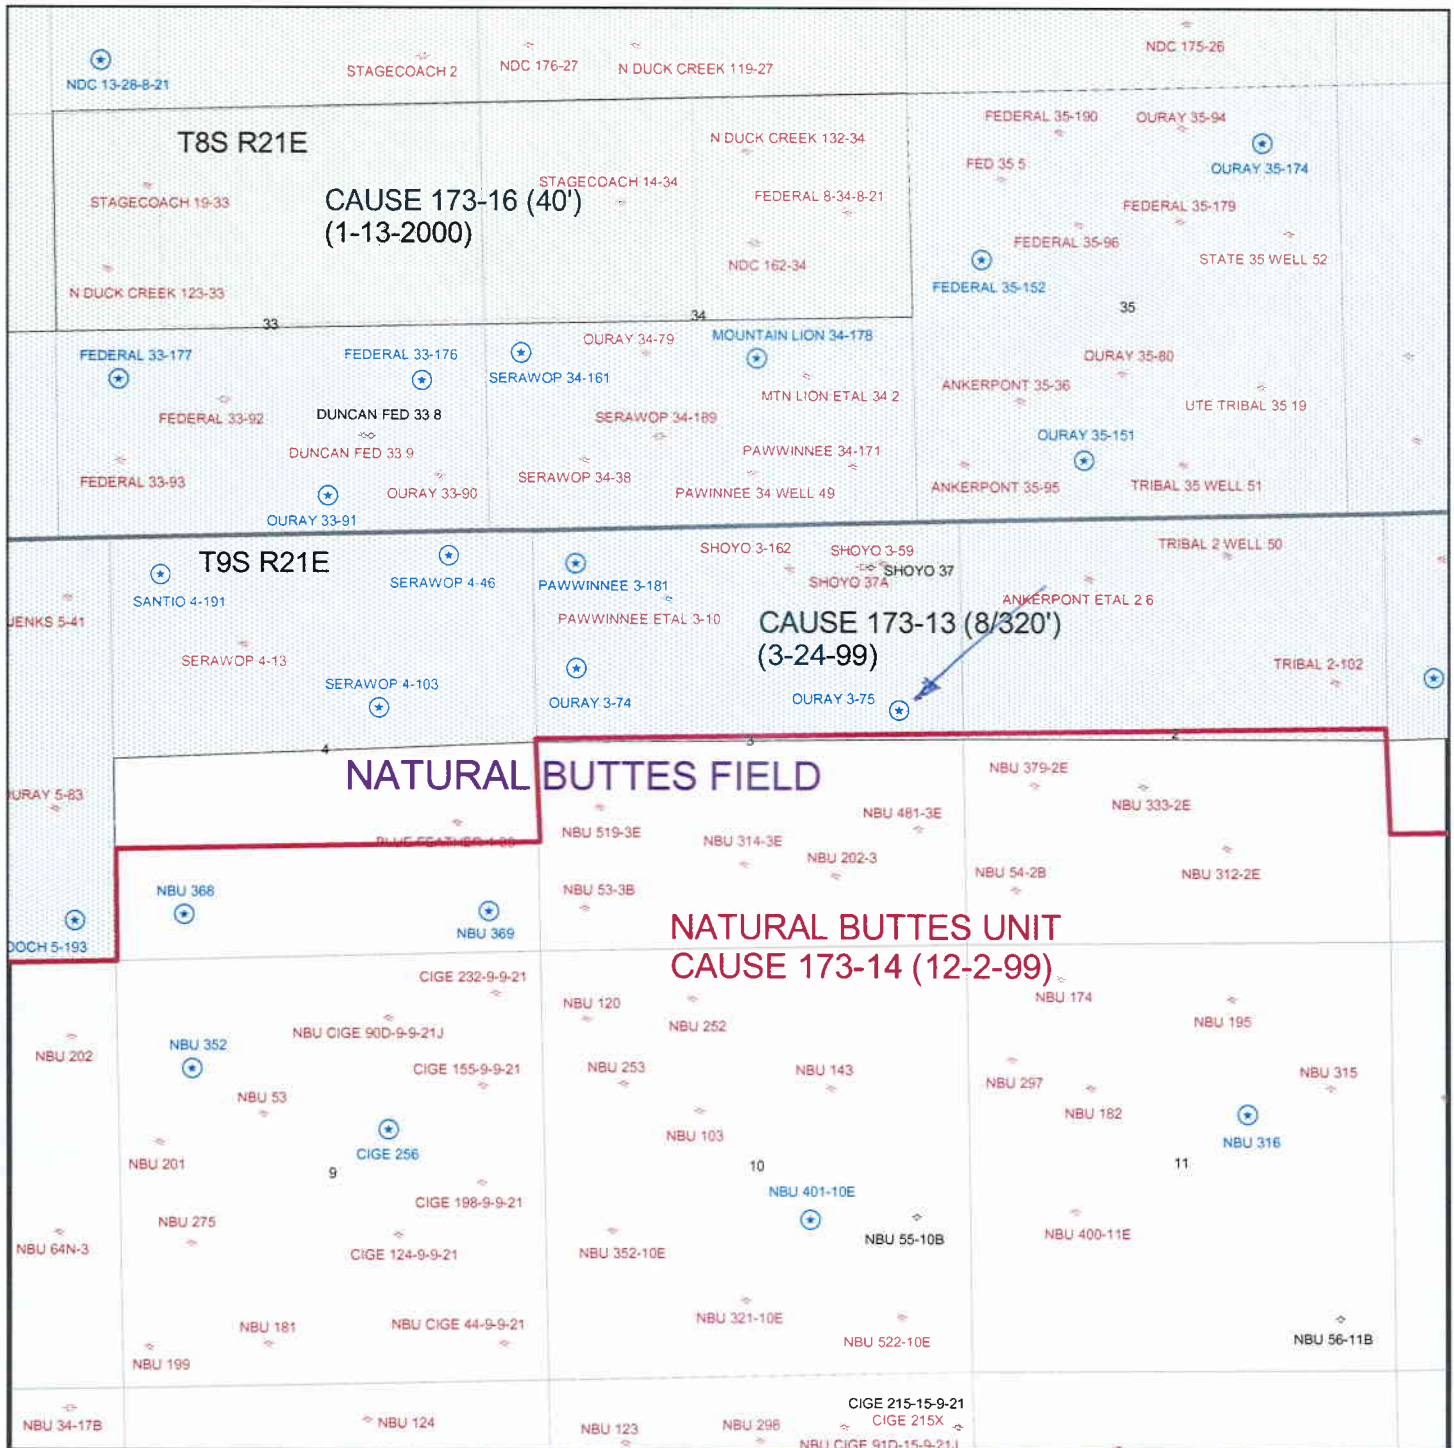 NDC 175-26
NDC 13-28-8-21
STAGECOACH 2
NDC 176-27
N DUCK CREEK 119-27
T8S R21E
FEDERAL 35-190
OURAY 35-94
N DUCK CREEK 132-34
FED 35 5
OURAY 35-174
STAGECOACH 19-33
STAGECOACH 14-34
FEDERAL 8-34-8-21
CAUSE 173-16 (40')
(1-13-2000)
FEDERAL 35-179
FEDERAL 35-96
STATE 35 WELL 52
NDC 162-34
N DUCK CREEK 123-33
FEDERAL 35-152
33
34
35
FEDERAL 33-177
FEDERAL 33-176
SERAWOP 34-161
OURAY 34-79
MOUNTAIN LION 34-178
OURAY 35-80
ANKERPONT 35-36
MTN LION ETAL 34 2
UTE TRIBAL 35 19
FEDERAL 33-92
DUNCAN FED 33 8
SERAWOP 34-189
OURAY 35-151
DUNCAN FED 33 9
PAWWINNEE 34-171
FEDERAL 33-93
OURAY 33-90
SERAWOP 34-38
PAWINNEE 34 WELL 49
ANKERPONT 35-95
TRIBAL 35 WELL 51
OURAY 33-91
T9S R21E
SHOYO 3-162
SHOYO 3-59
TRIBAL 2 WELL 50
SHOYO 37
SHOYO 37A
SERAWOP 4-46
PAWWINNEE 3-181
SANTIO 4-191
ANKERPONT ETAL 2 6
JENKS 5-41
PAWWINNEE ETAL 3-10
CAUSE 173-13 (8/320')
(3-24-99)
SERAWOP 4-13
TRIBAL 2-102
SERAWOP 4-103
OURAY 3-74
OURAY 3-75
4
3
2
NATURAL BUTTES FIELD
NBU 379-2E
URAY 5-83
NBU 333-2E
NBU 519-3E
NBU 481-3E
NBU 314-3E
NBU 202-3
NBU 54-2B
NBU 312-2E
NBU 368
NBU 53-3B
NBU 369
OCH 5-193
NATURAL BUTTES UNIT
CAUSE 173-14 (12-2-99)
CIGE 232-9-9-21
NBU 120
NBU 252
NBU 174
NBU 195
NBU CIGE 90D-9-9-21J
NBU 202
NBU 352
CIGE 155-9-9-21
NBU 253
NBU 143
NBU 297
NBU 315
NBU 53
NBU 103
NBU 182
NBU 201
CIGE 256
NBU 316
9
10
11
CIGE 198-9-9-21
NBU 401-10E
NBU 275
NBU 64N-3
CIGE 124-9-9-21
NBU 352-10E
NBU 55-10B
NBU 400-11E
NBU 181
NBU CIGE 44-9-9-21
NBU 321-10E
NBU 522-10E
NBU 56-11B
NBU 199
NBU 34-17B
NBU 124
NBU 123
NBU 298
CIGE 215-15-9-21
CIGE 215X
NBU CIGE 91D-15-9-21J